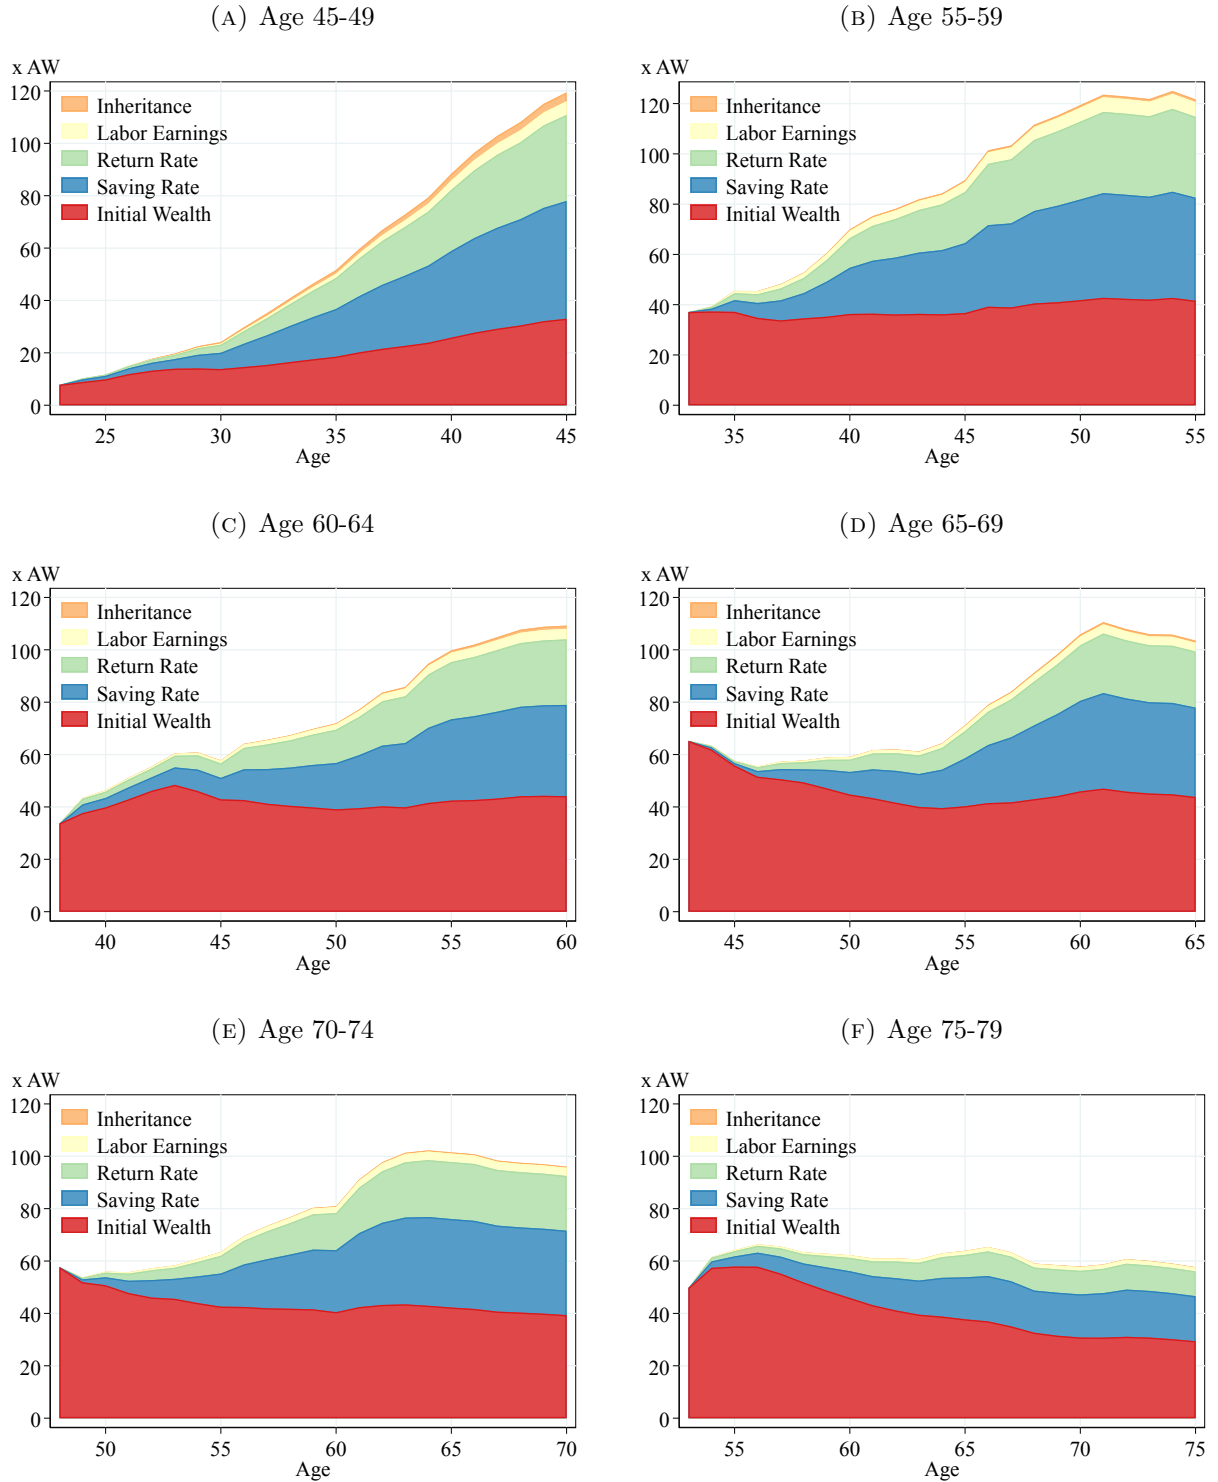 (A) Age 45-49
x AW
120
100
80
60
40
20
0
Inheritance
Labor Earnings
Return Rate
Saving Rate
Initial Wealth
25 30 35 40 45
Age
(B) Age 55-59
x AW
120
100
80
60
40
20
0
Inheritance
Labor Earnings
Return Rate
Saving Rate
Initial Wealth
35 40 45 50 55
Age
(C) Age 60-64
x AW
120
100
80
60
40
20
0
Inheritance
Labor Earnings
Return Rate
Saving Rate
Initial Wealth
40 45 50 55 60
Age
(D) Age 65-69
x AW
120
100
80
60
40
20
0
Inheritance
Labor Earnings
Return Rate
Saving Rate
Initial Wealth
45 50 55 60 65
Age
(E) Age 70-74
x AW
120
100
80
60
40
20
0
Inheritance
Labor Earnings
Return Rate
Saving Rate
Initial Wealth
50 55 60 65 70
Age
(F) Age 75-79
x AW
120
100
80
60
40
20
0
Inheritance
Labor Earnings
Return Rate
Saving Rate
Initial Wealth
55 60 65 70 75
Age